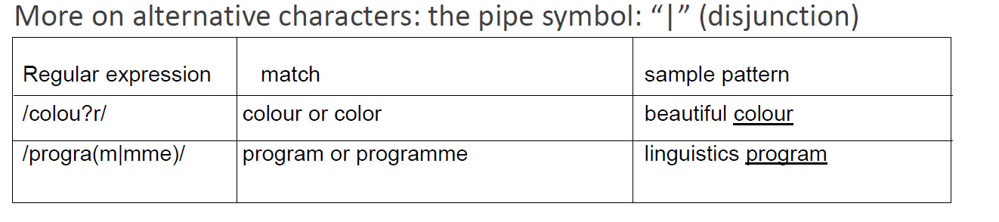 More on alternative characters: the pipe symbol: “|” (disjunction)
Regular expression match sample pattern
/colou?r/ colour or color beautiful colour
/progra(m|mme)/ program or programme linguistics program